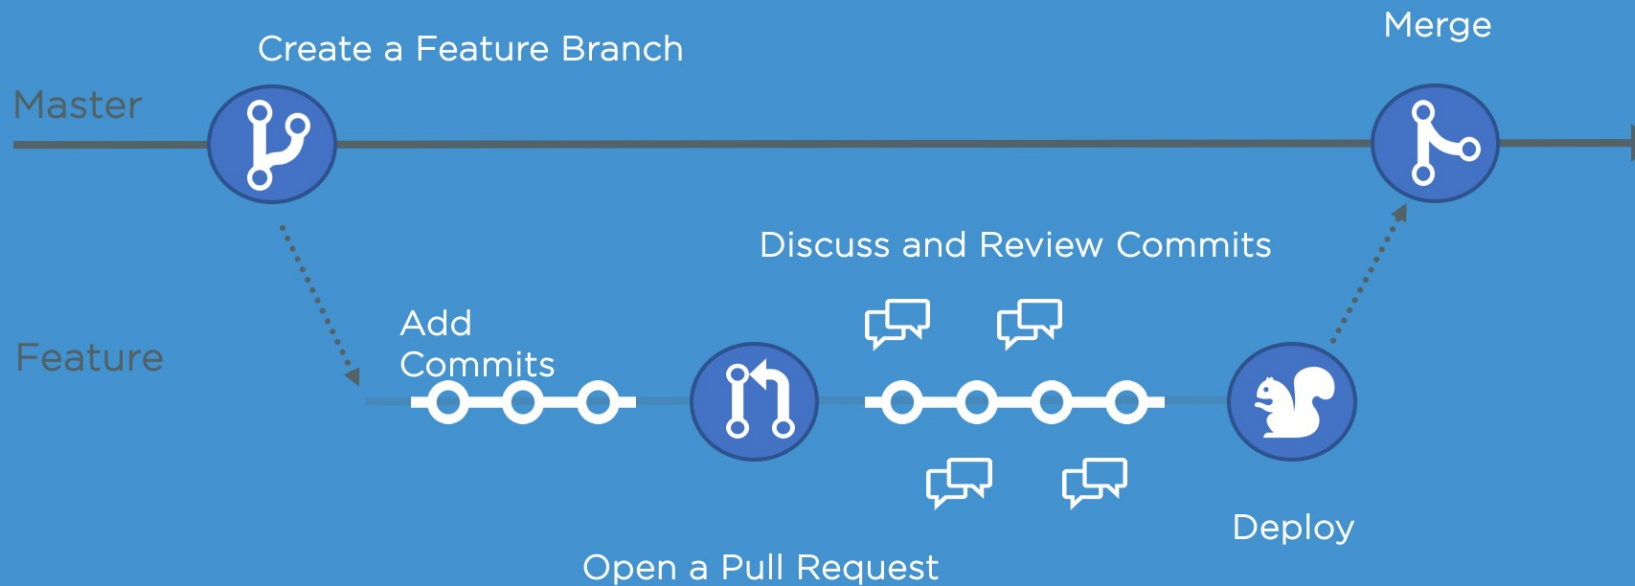 Create a Feature Branch
Merge
Master
Discuss and Review Commits
Add
Commits
Feature
Deploy
Open a Pull Request